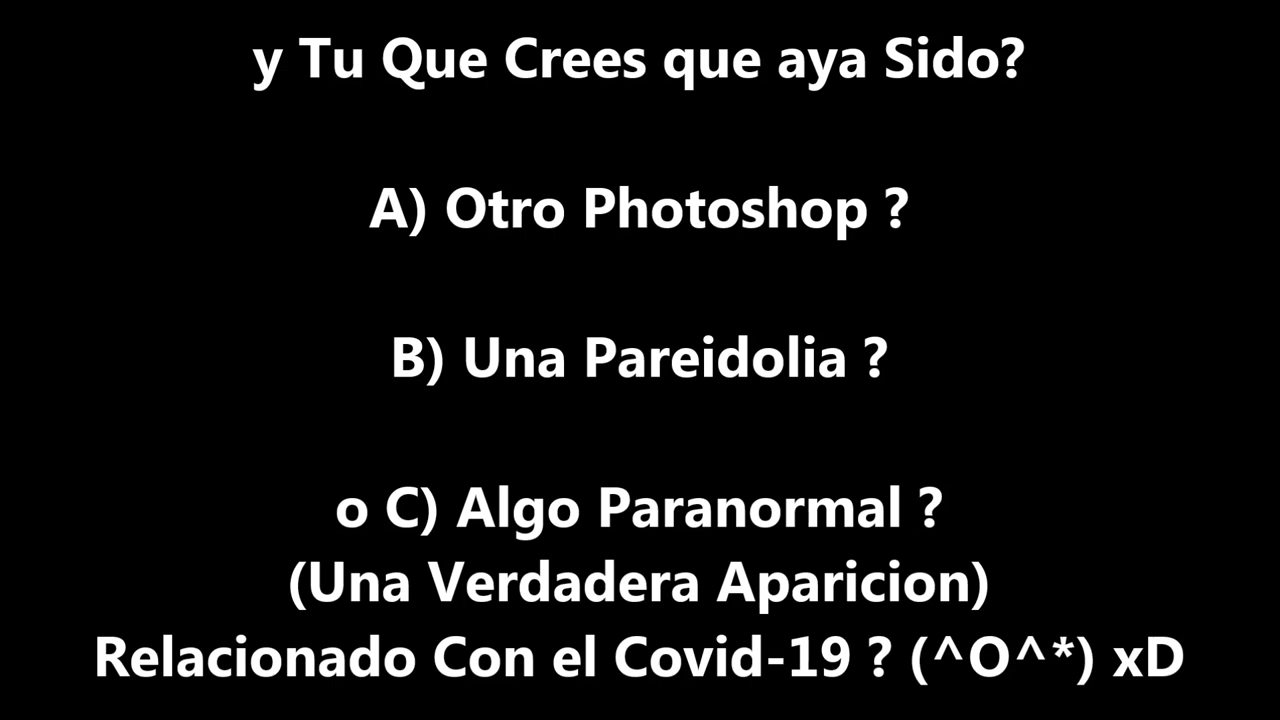 y Tu Que Crees que aya Sido?
A) Otro Photoshop ?
B) Una Pareidolia ?
o C) Algo Paranormal ?
(Una Verdadera Aparicion)
Relacionado Con el Covid-19 ? (^O^*) xD